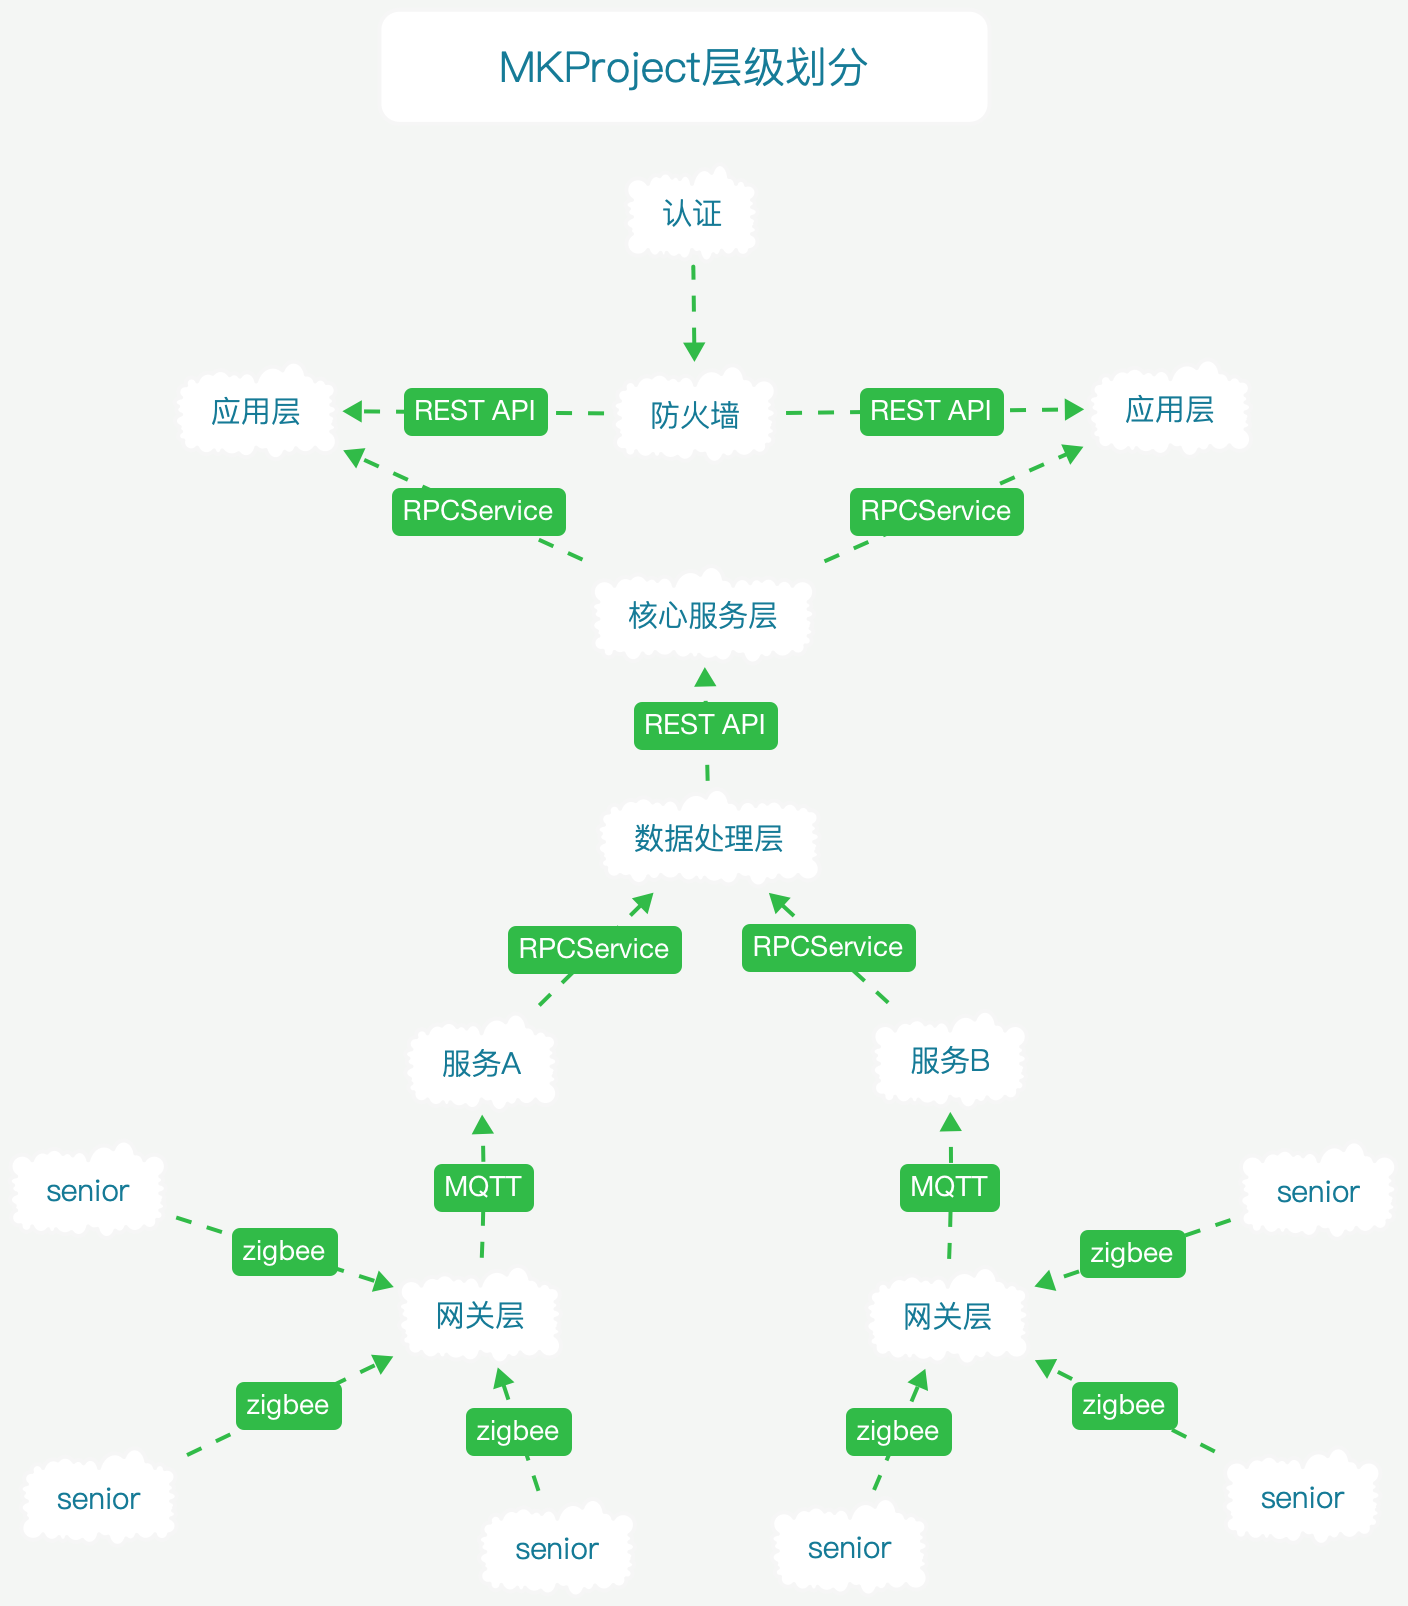 MKProject层级划分
认证
应用层
REST API
防火墙
REST API
应用层
RPCService
RPCService
核心服务层
REST API
数据处理层
RPCService
RPCService
服务A
服务B
senior
MQTT
MQTT
senior
zigbee
zigbee
网关层
网关层
zigbee
zigbee
zigbee
zigbee
senior
senior
senior
senior